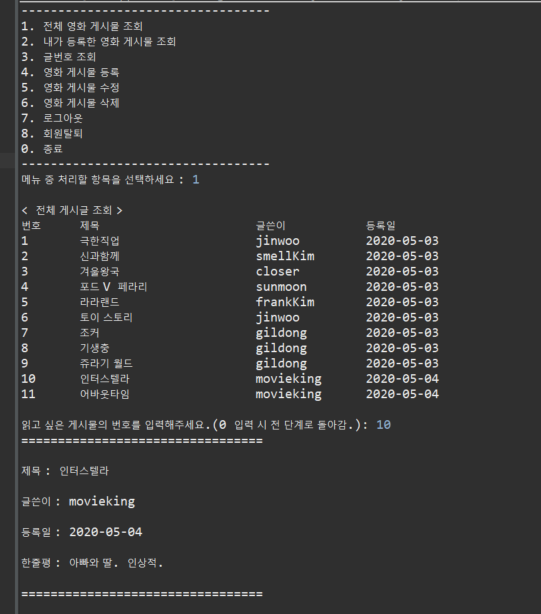 ----------------------------------
1. 전체 영화 게시물 조회
2. 내가 등록한 영화 게시물 조회
3. 글번호 조회
4. 영화 게시물 등록
5. 영화 게시물 수정
6. 영화 게시물 삭제
7. 로그아웃
8. 회원탈퇴
0. 종료
----------------------------------
메뉴 중 처리할 항목을 선택하세요 : 1
< 전체 게시글 조회 >
번호 제목 글쓴이 등록일
1 극한직업 jinwoo 2020-05-03
2 신과함께 smellKim 2020-05-03
3 겨울왕국 closer 2020-05-03
4 포드 V 페라리 sunmoon 2020-05-03
5 라라랜드 frankKim 2020-05-03
6 토이 스토리 jinwoo 2020-05-03
7 조커 gildong 2020-05-03
8 기생충 gildong 2020-05-03
9 쥬라기 월드 gildong 2020-05-03
10 인터스텔라 movieking 2020-05-04
11 어바웃타임 movieking 2020-05-04
읽고 싶은 게시물의 번호를 입력해주세요.(0 입력 시 전 단계로 돌아감.): 10
=================================
제목 : 인터스텔라
글쓴이 : movieking
등록일 : 2020-05-04
한줄평 : 아빠와 딸. 인상적.
=================================